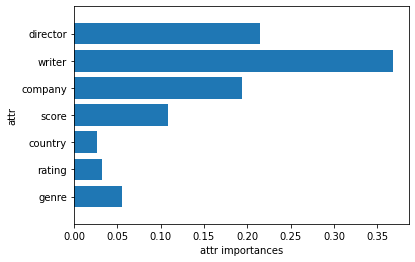 director
writer
company
score
country
rating
genre
attr
0.00 0.05 0.10 0.15 0.20 0.25 0.30 0.35
attr importances